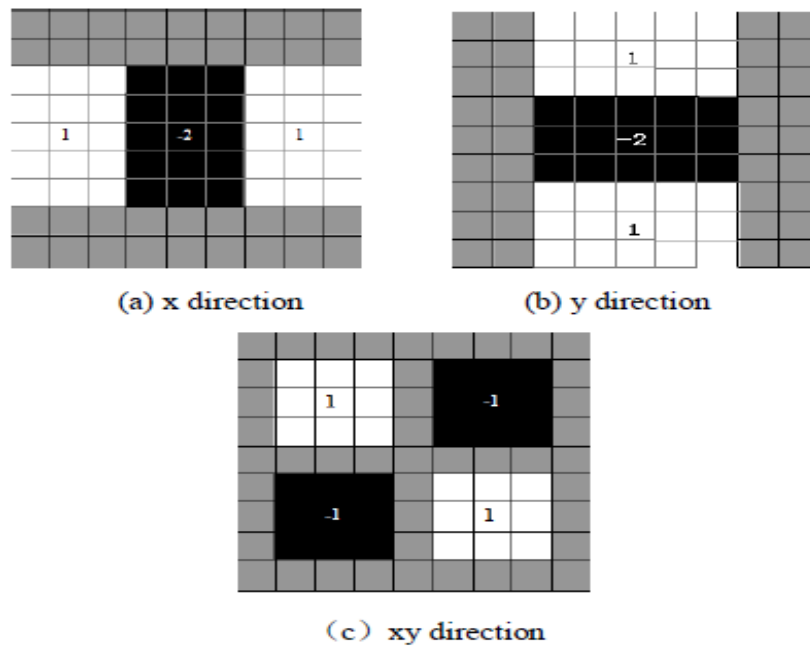 1 -2 1
(a) x direction
1
-2
1
(b) y direction
1 -1
-1 1
(c) xy direction